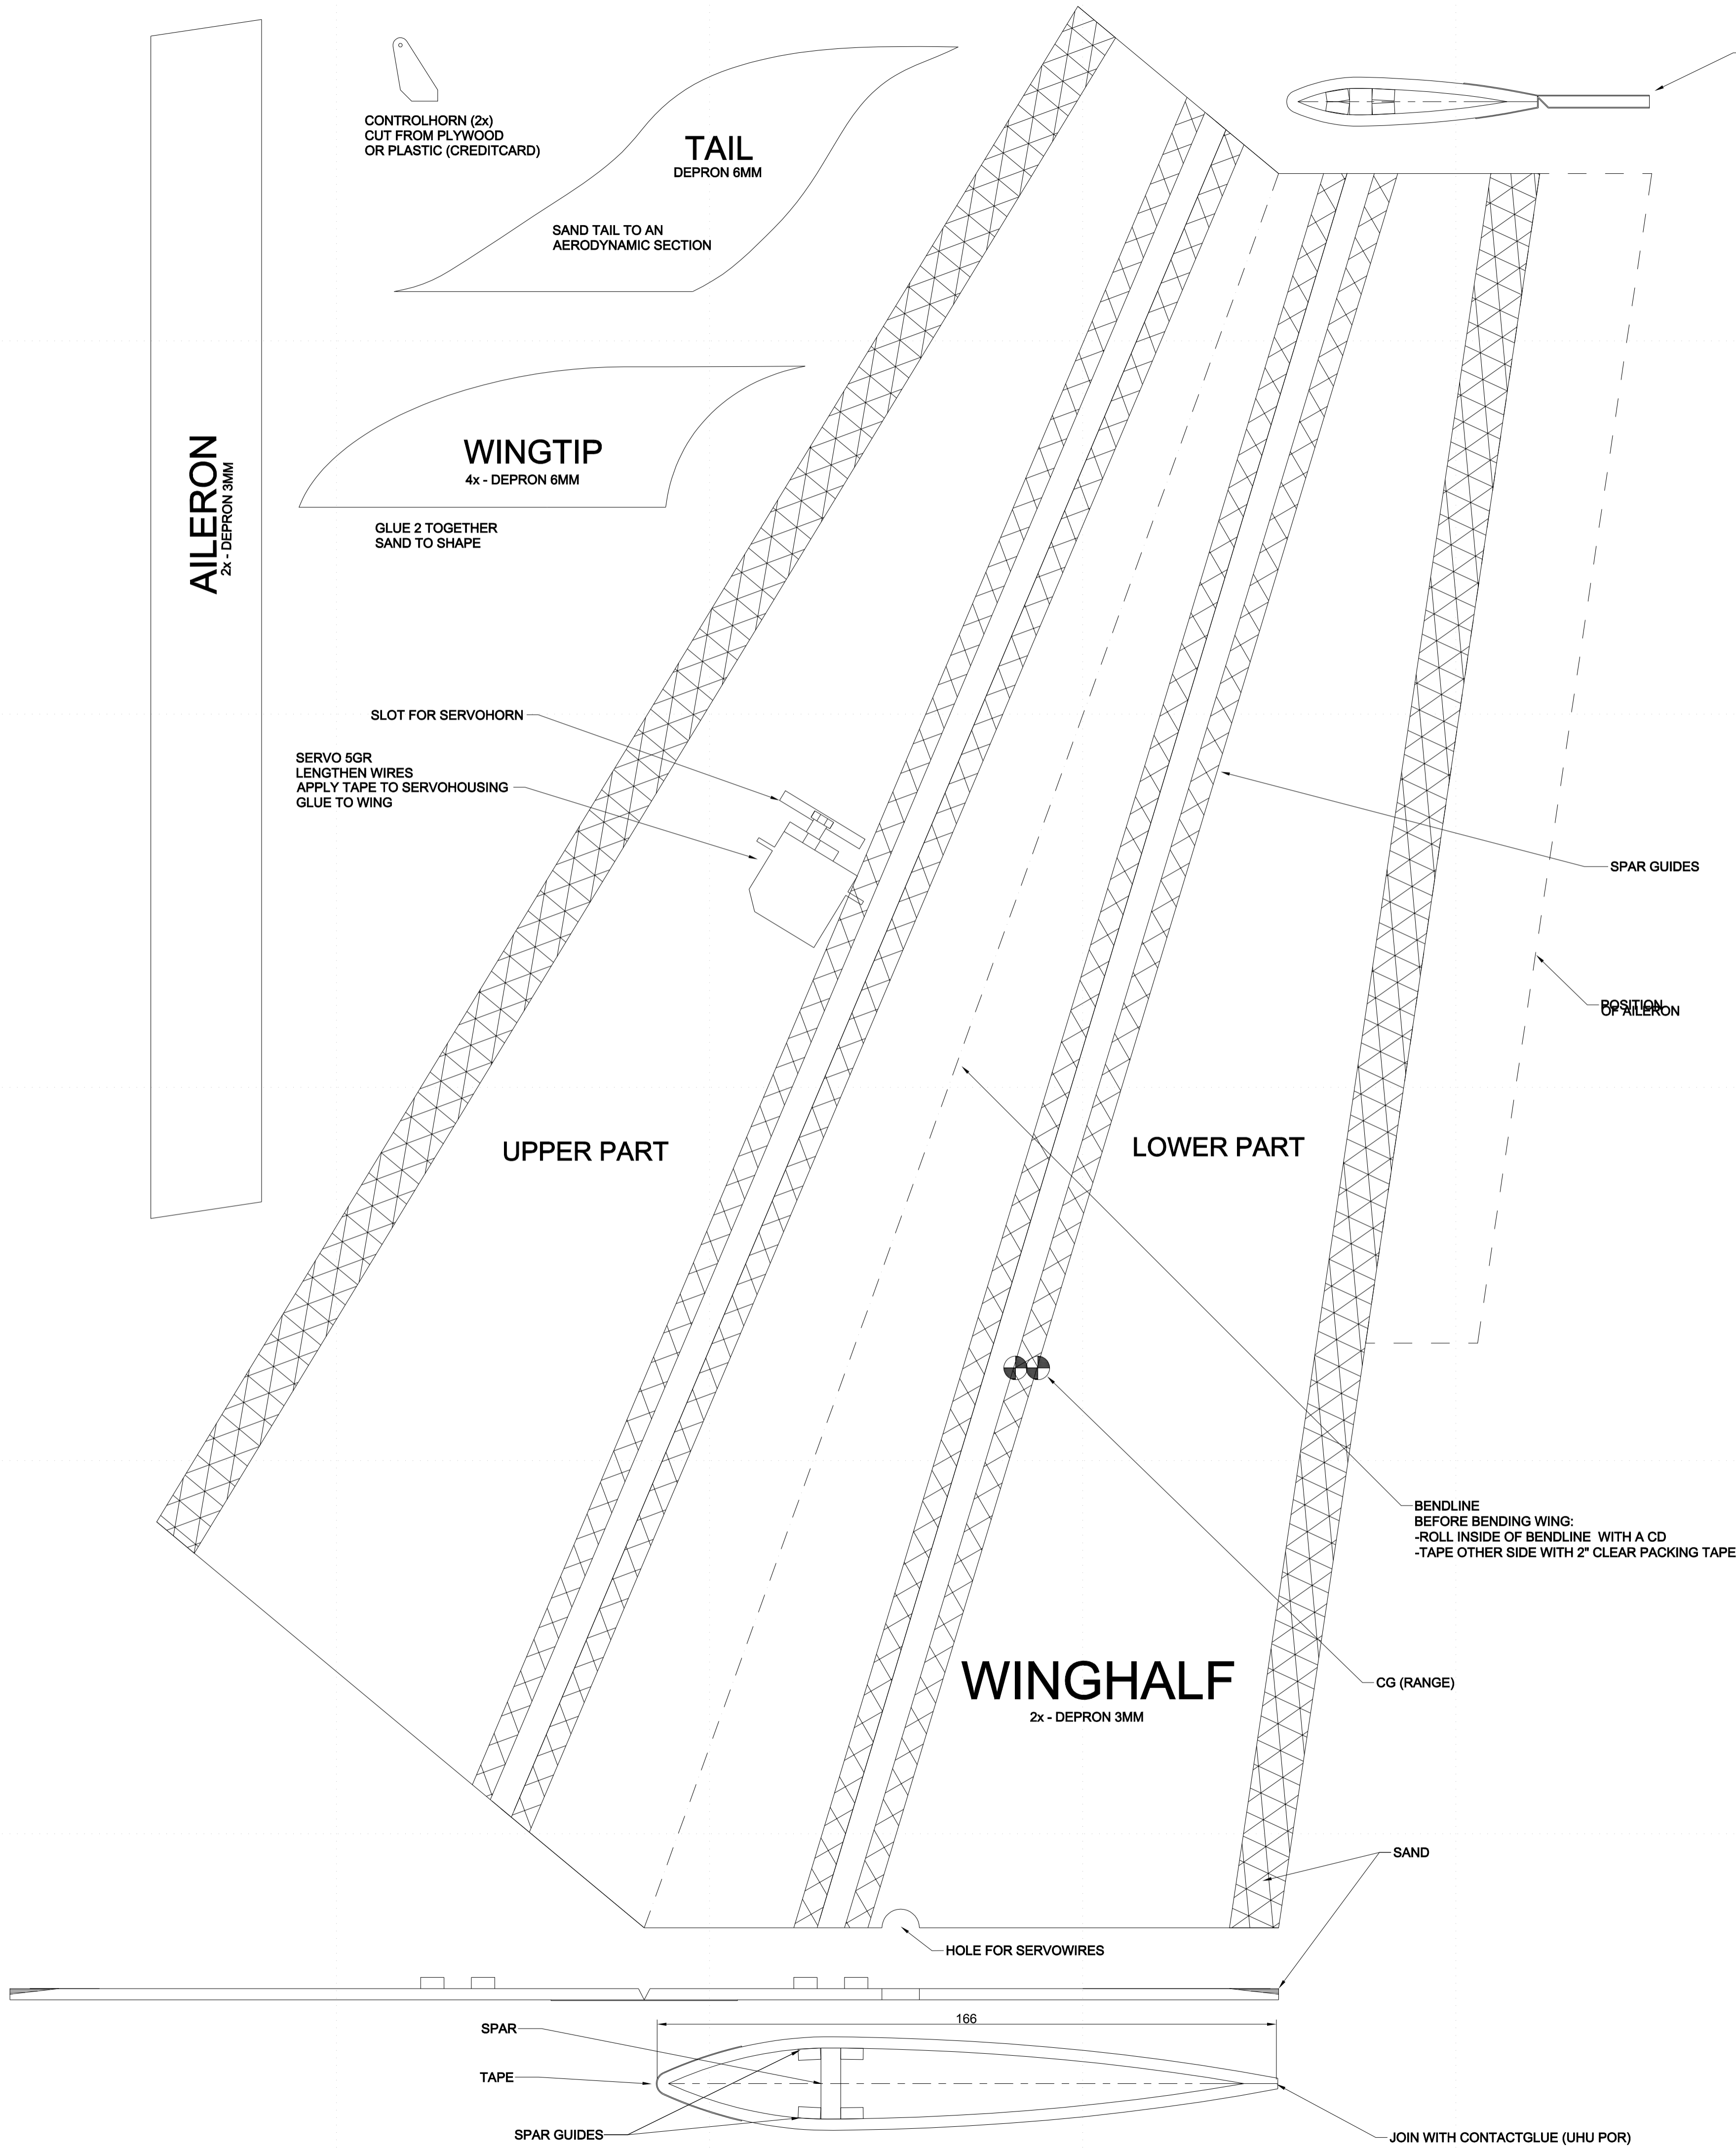 CONTROLHORN (2x)
CUT FROM PLYWOOD
OR PLASTIC (CREDITCARD)
TAIL
DEPRON 6MM
SAND TAIL TO AN
AERODYNAMIC SECTION
WINGTIP
4x - DEPRON 6MM
GLUE 2 TOGETHER
SAND TO SHAPE
AILERON
2x - DEPRON 3MM
SLOT FOR SERVOHORN
SERVO 5GR
LENGTHEN WIRES
APPLY TAPE TO SERVOHOUSING
GLUE TO WING
SPAR GUIDES
POSITION
OF AILERON
UPPER PART
LOWER PART
BENDLINE
BEFORE BENDING WING:
-ROLL INSIDE OF BENDLINE WITH A CD
-TAPE OTHER SIDE WITH 2" CLEAR PACKING TAPE
WINGHALF
2x - DEPRON 3MM
CG (RANGE)
SAND
HOLE FOR SERVOWIRES
166
SPAR
TAPE
SPAR GUIDES
JOIN WITH CONTACTGLUE (UHU POR)